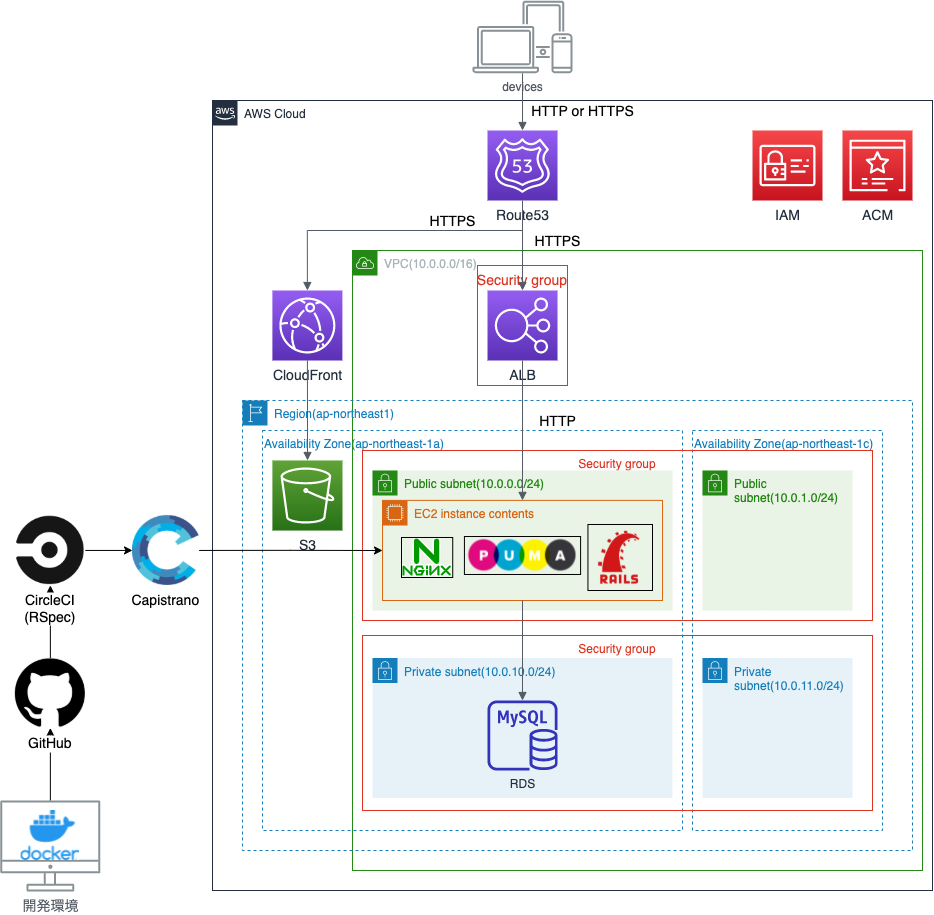 devices
HTTP or HTTPS
aws
AWS Cloud
53
Route53
IAM
ACM
HTTPS
HTTPS
VPC(10.0.0.0/16)
Security group
CloudFront
ALB
Region(ap-northeast1)
HTTP
Availability Zone(ap-northeast-1a)
Availability Zone(ap-northeast-1c)
Security group
Public subnet(10.0.0.0/24)
Public
subnet(10.0.1.0/24)
EC2 instance contents
S3
NGINX
PUMA
RAILS
CircleCI
(RSpec)
Capistrano
Security group
Private subnet(10.0.10.0/24)
Private
subnet(10.0.11.0/24)
MySQL
RDS
GitHub
docker
開発環境